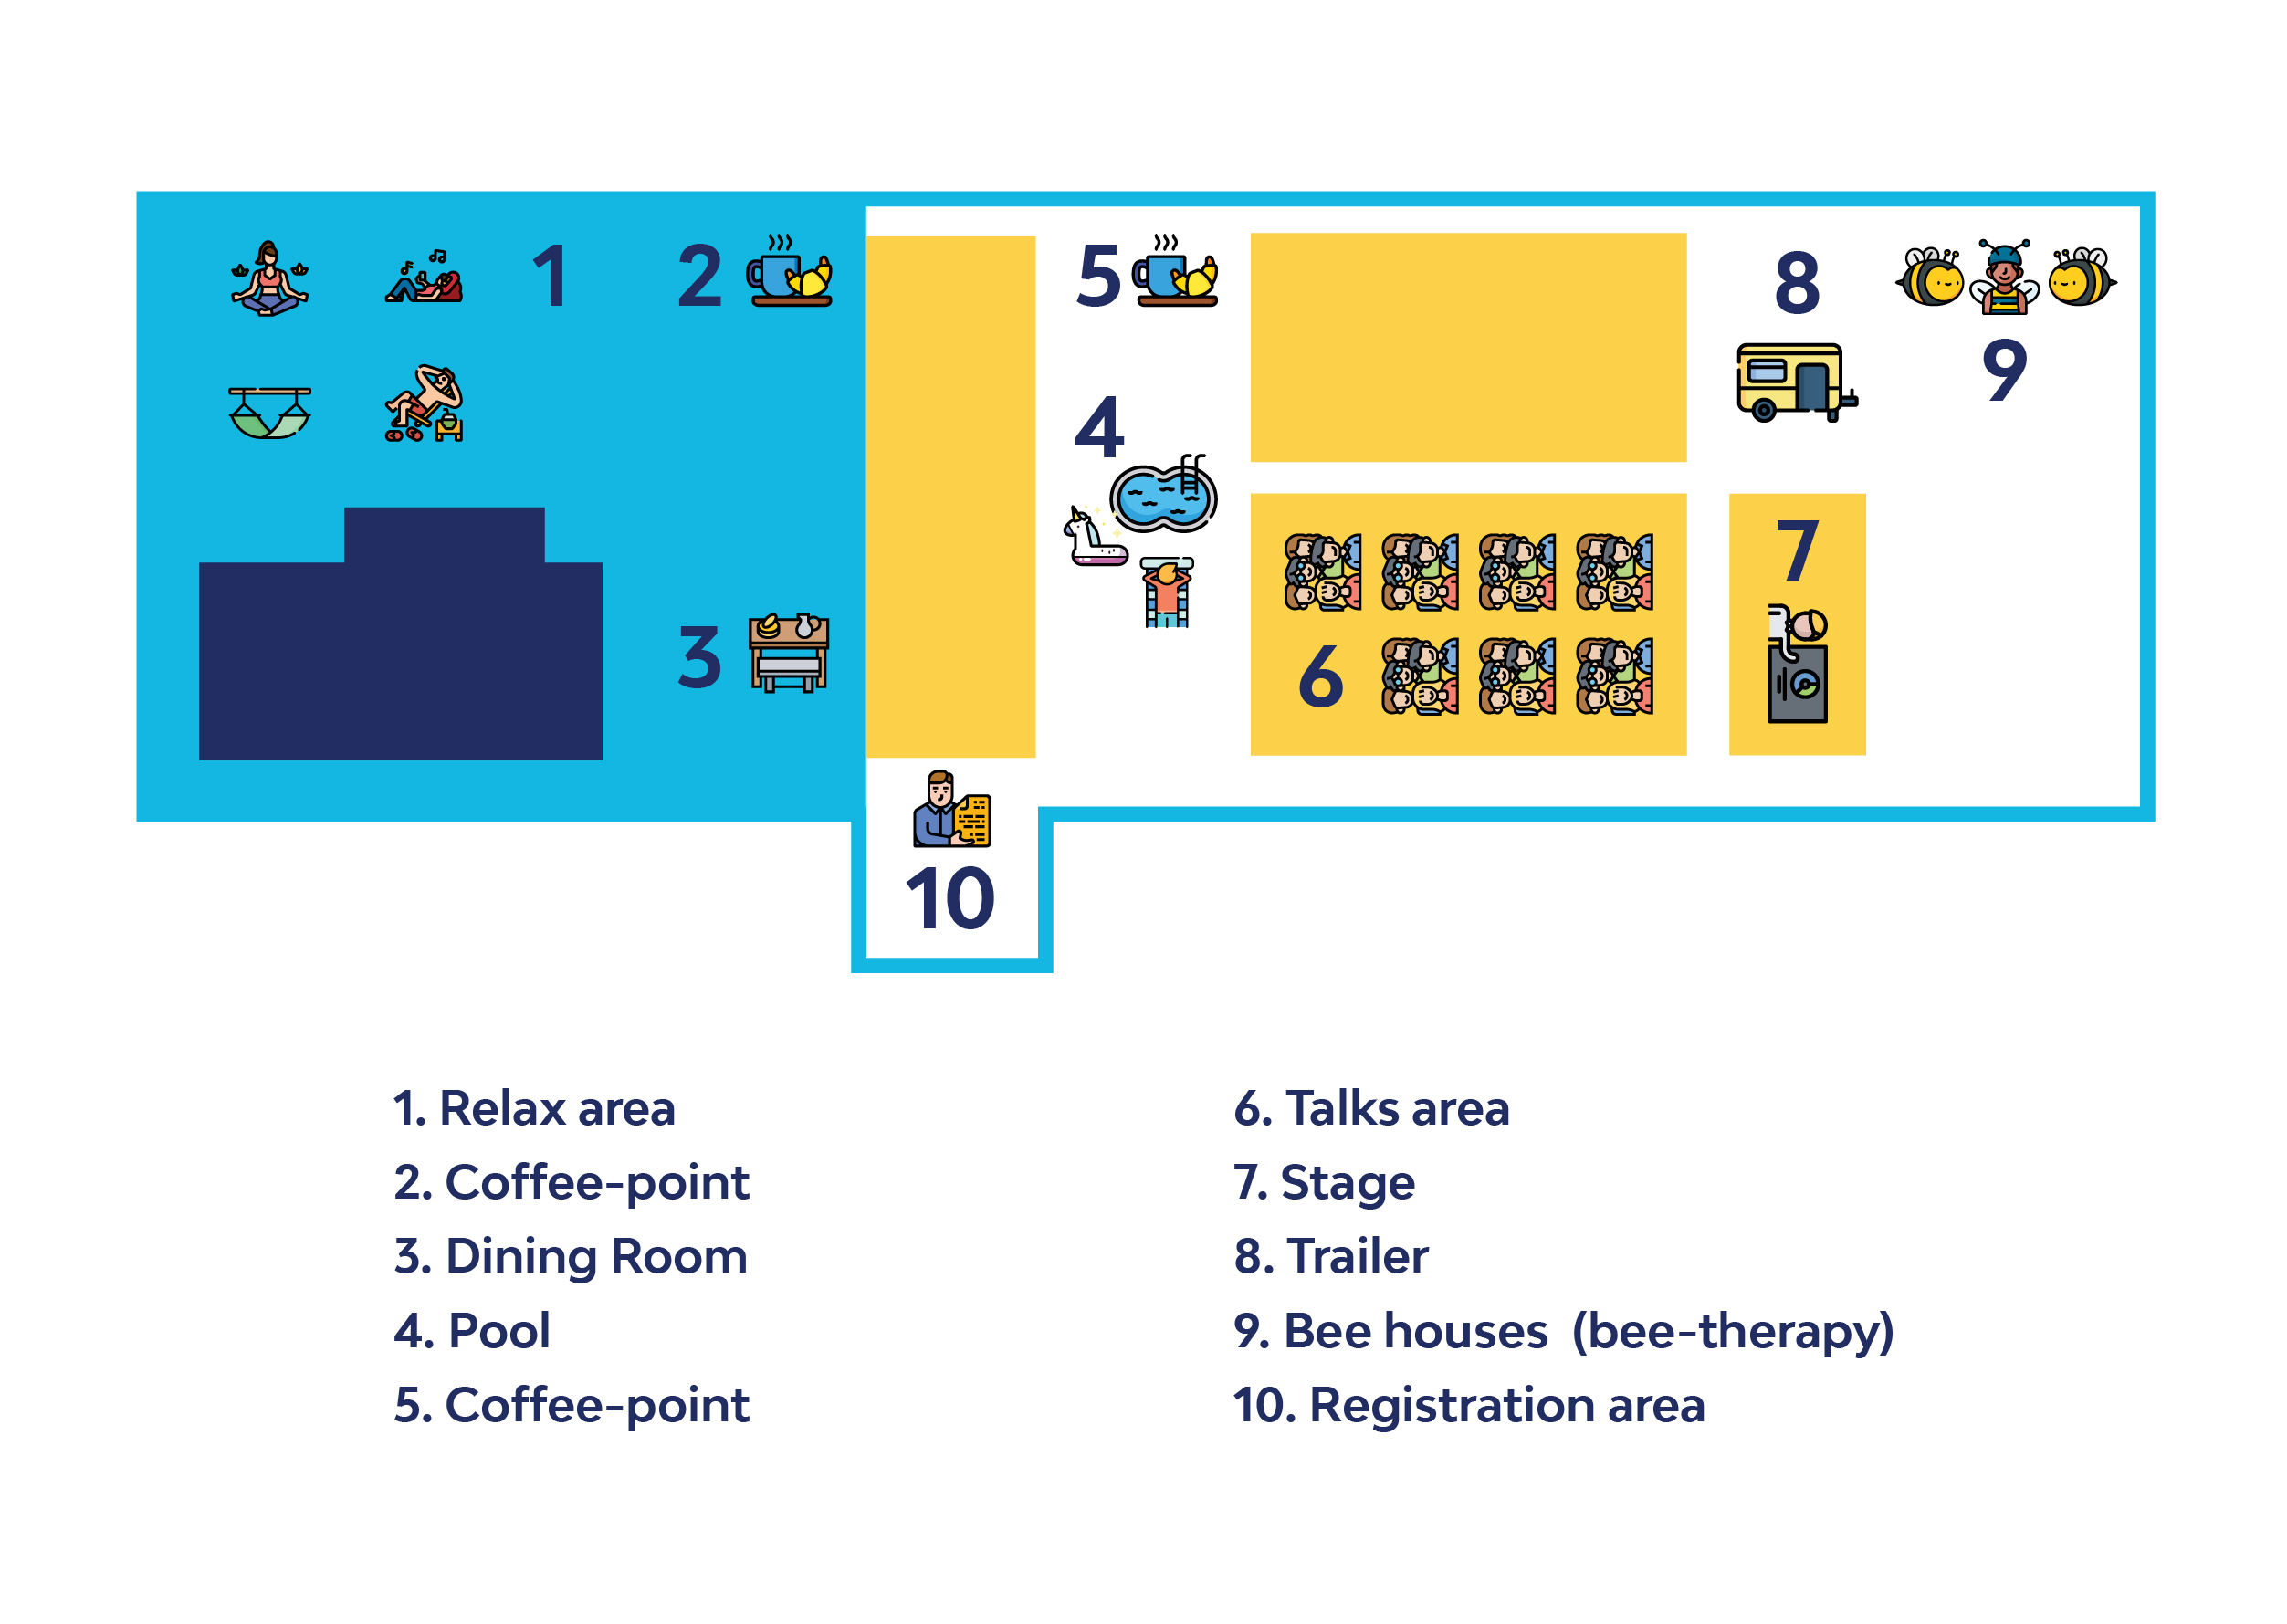 1
2
5
8
9
4
7
3
6
10
1. Relax area
2. Coffee-point
3. Dining Room
4. Pool
5. Coffee-point
6. Talks area
7. Stage
8. Trailer
9. Bee houses (bee-therapy)
10. Registration area